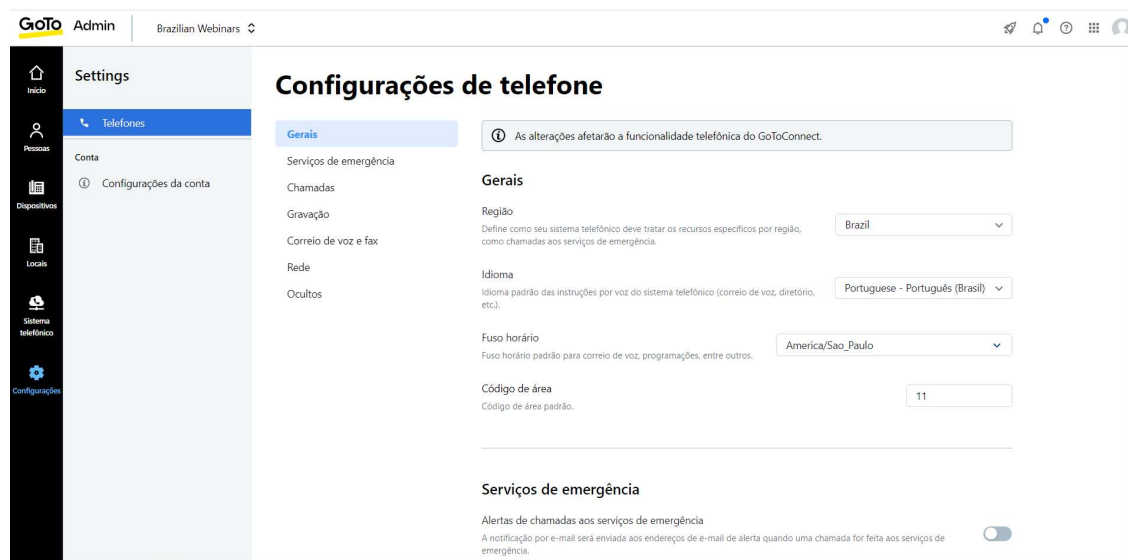 GoTo Admin Brazilian Webinars
Início
Pessoas
Dispositivos
Locais
Sistema
telefônico
Configurações
Settings
Telefones
Conta
Configurações da conta
Configurações de telefone
Gerais
Serviços de emergência
Chamadas
Gravação
Correio de voz e fax
Rede
Ocultos
As alterações afetarão a funcionalidade telefônica do GoToConnect.
Gerais
Região
Define como seu sistema telefônico deve tratar os recursos específicos por região,
como chamadas aos serviços de emergência.
Brazil
Idioma
Idioma padrão das instruções por voz do sistema telefônico (correio de voz, diretório,
etc.).
Portuguese - Português (Brasil)
Fuso horário
Fuso horário padrão para correio de voz, programações, entre outros.
America/Sao_Paulo
Código de área
Código de área padrão.
11
Serviços de emergência
Alertas de chamadas aos serviços de emergência
A notificação por e-mail será enviada aos endereços de e-mail de alerta quando uma chamada for feita aos serviços de
emergência.